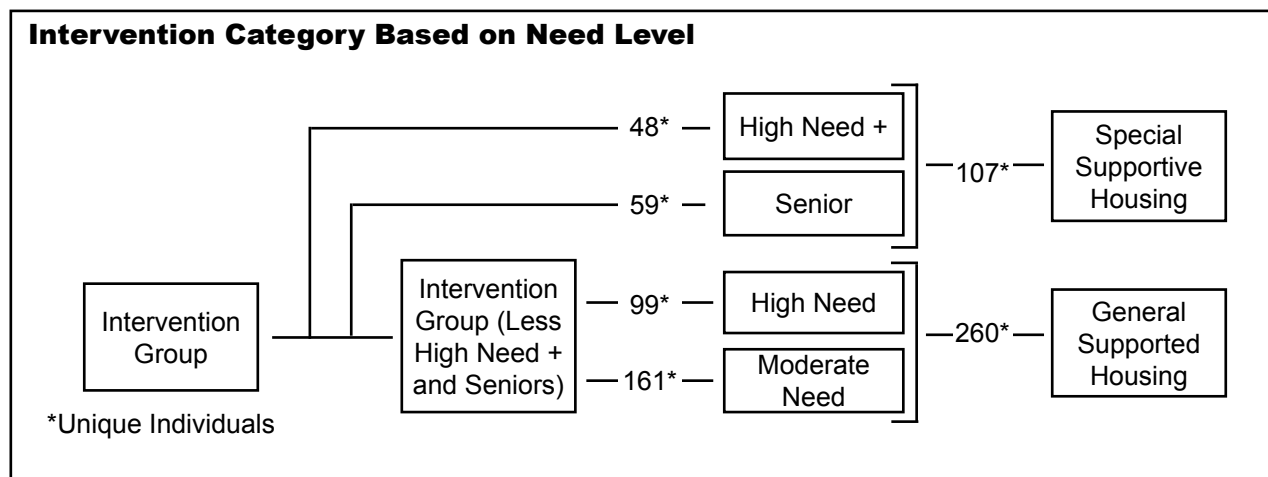 Intervention Category Based on Need Level
48*
High Need +
59*
Senior
107*
Special
Supportive
Housing
Intervention
Group
Intervention
Group (Less
High Need +
and Seniors)
99*
High Need
161*
Moderate
Need
260*
General
Supported
Housing
*Unique Individuals